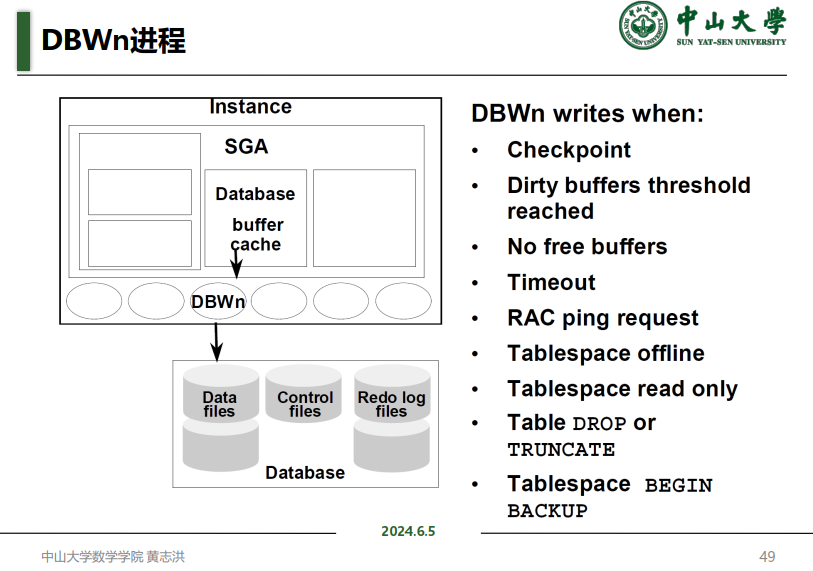 DBWn进程
中山大學
SUN YAT-SEN UNIVERSITY
Instance
SGA
Database
buffer
cache
DBWn
Data
files
Control
files
Redo log
files
Database
DBWn writes when:
• Checkpoint
• Dirty buffers threshold
reached
• No free buffers
• Timeout
• RAC ping request
• Tablespace offline
• Tablespace read only
• Table DROP or
TRUNCATE
• Tablespace BEGIN
BACKUP
2024.6.5
中山大学数学学院 黄志洪
49